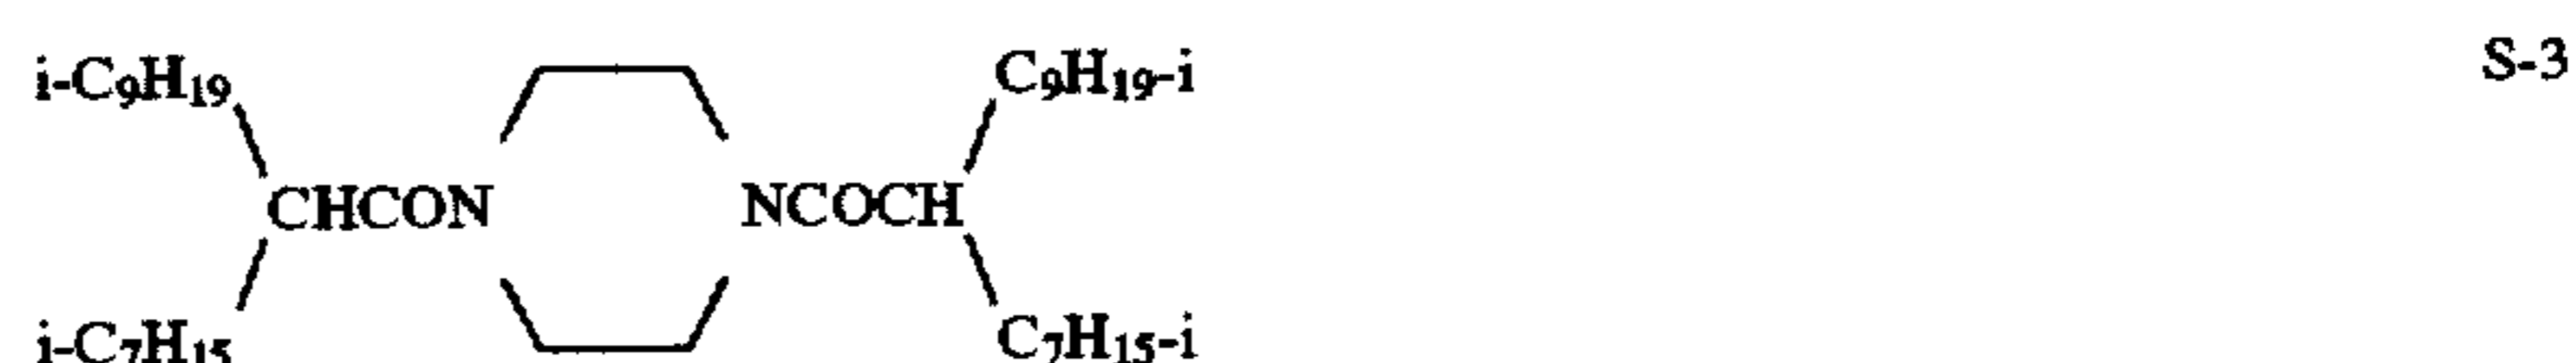 i-C₉H₁₉ C₉H₁₉-i S-3
CHCON NCOCH
i-C₇H₁₅ C₇H₁₅-i